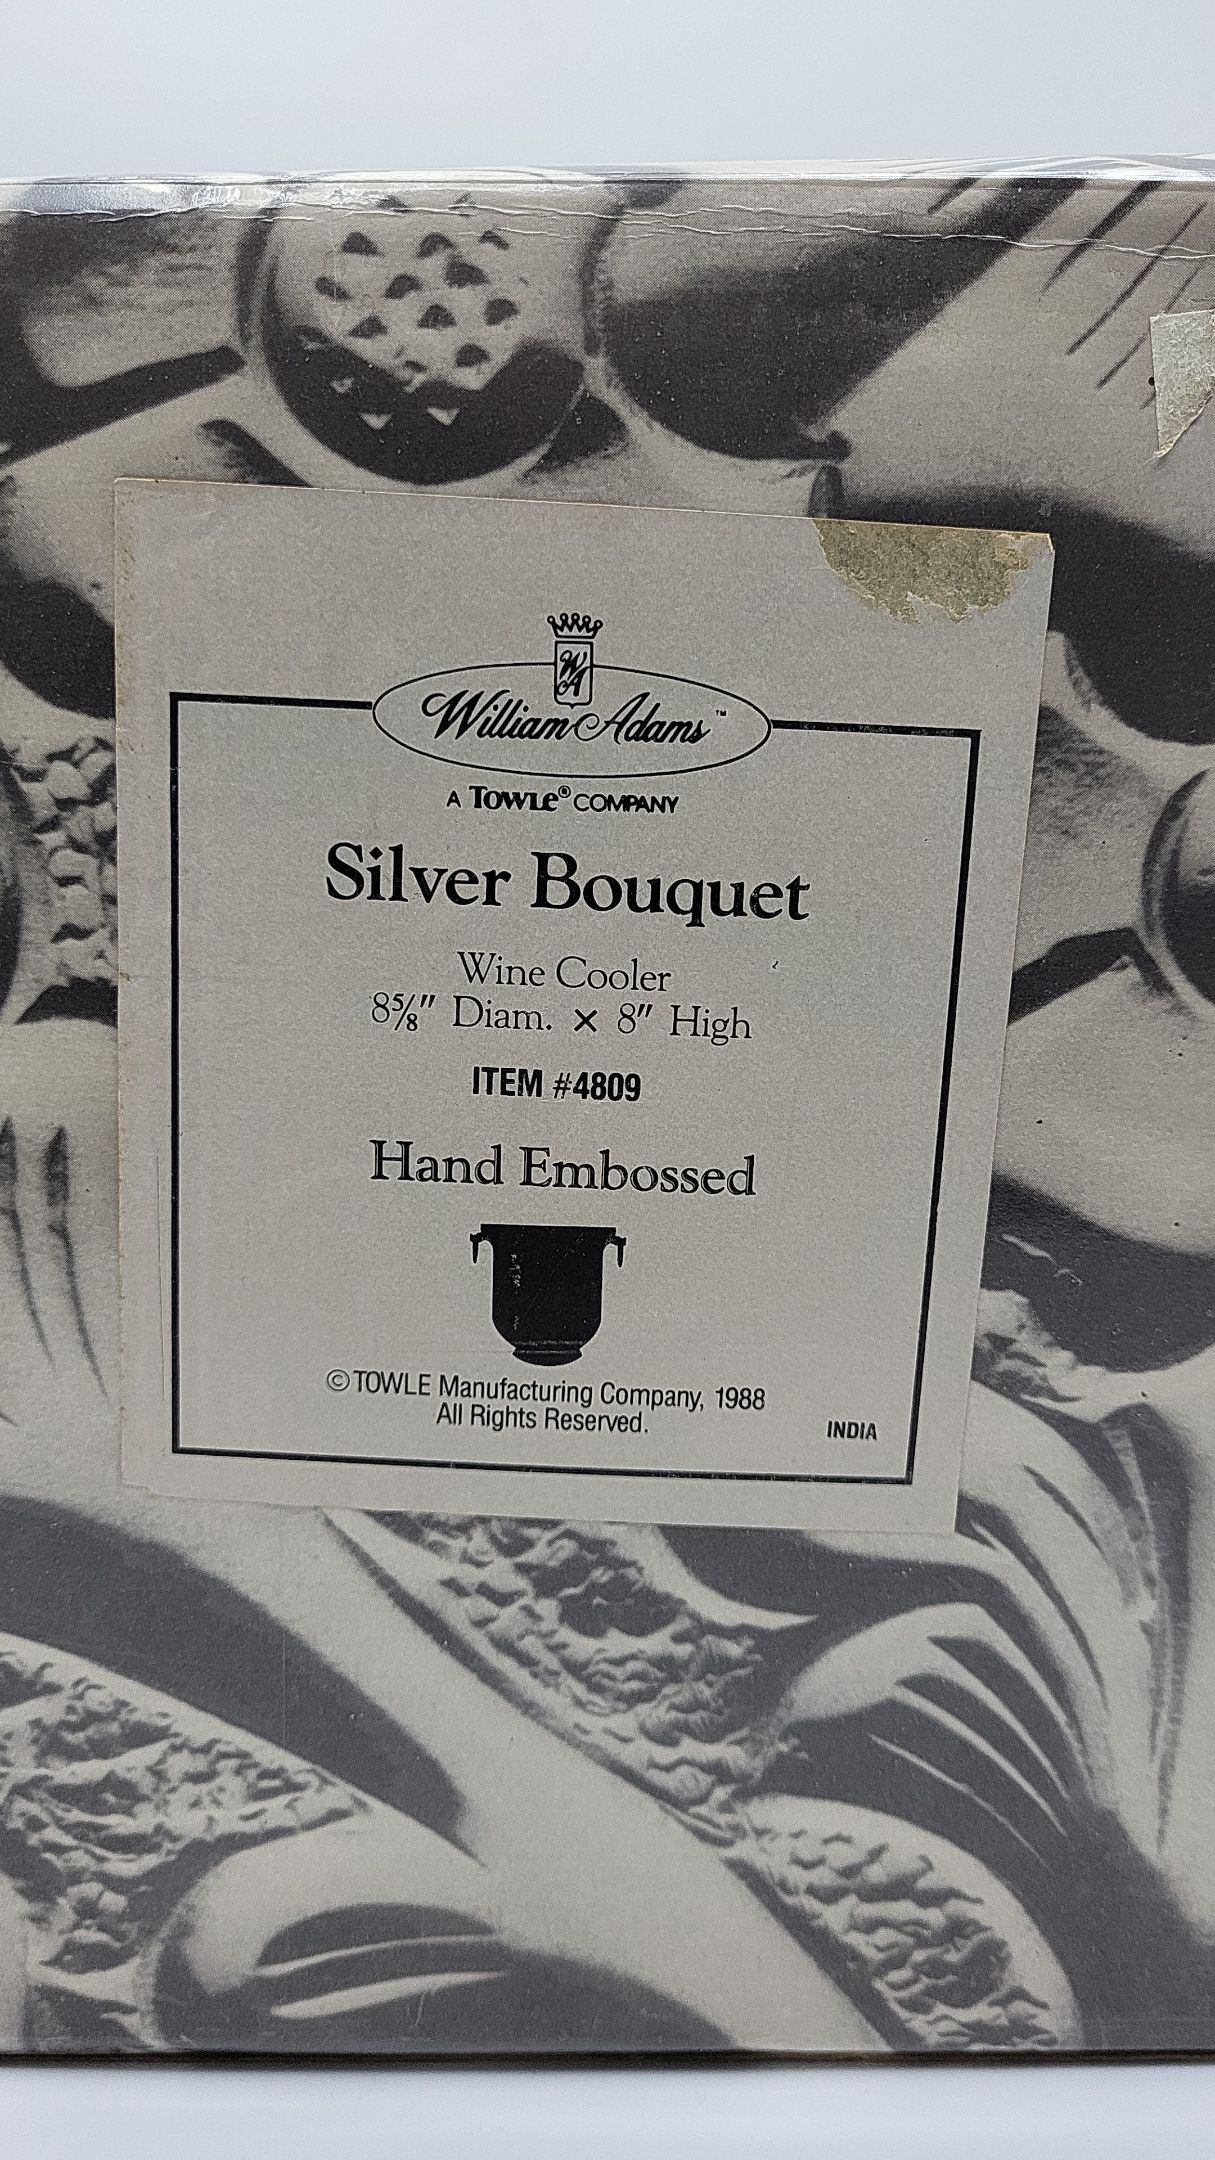 WA
William Adams™
A TOWLE® COMPANY
Silver Bouquet
Wine Cooler
8⅝" Diam. × 8" High
ITEM #4809
Hand Embossed
©TOWLE Manufacturing Company, 1988
All Rights Reserved.
INDIA